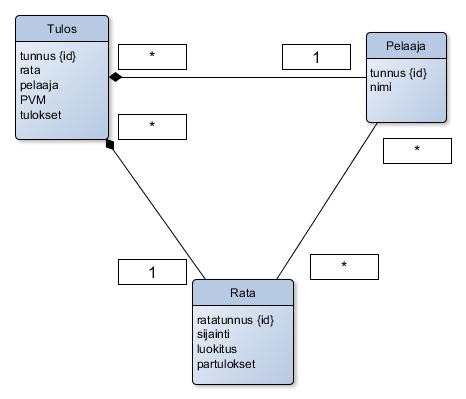 Tulos
tunnus {id}
rata
pelaaja
PVM
tulokset
*
1
Pelaaja
tunnus {id}
nimi
*
*
1
*
Rata
ratatunnus {id}
sijainti
luokitus
partulokset